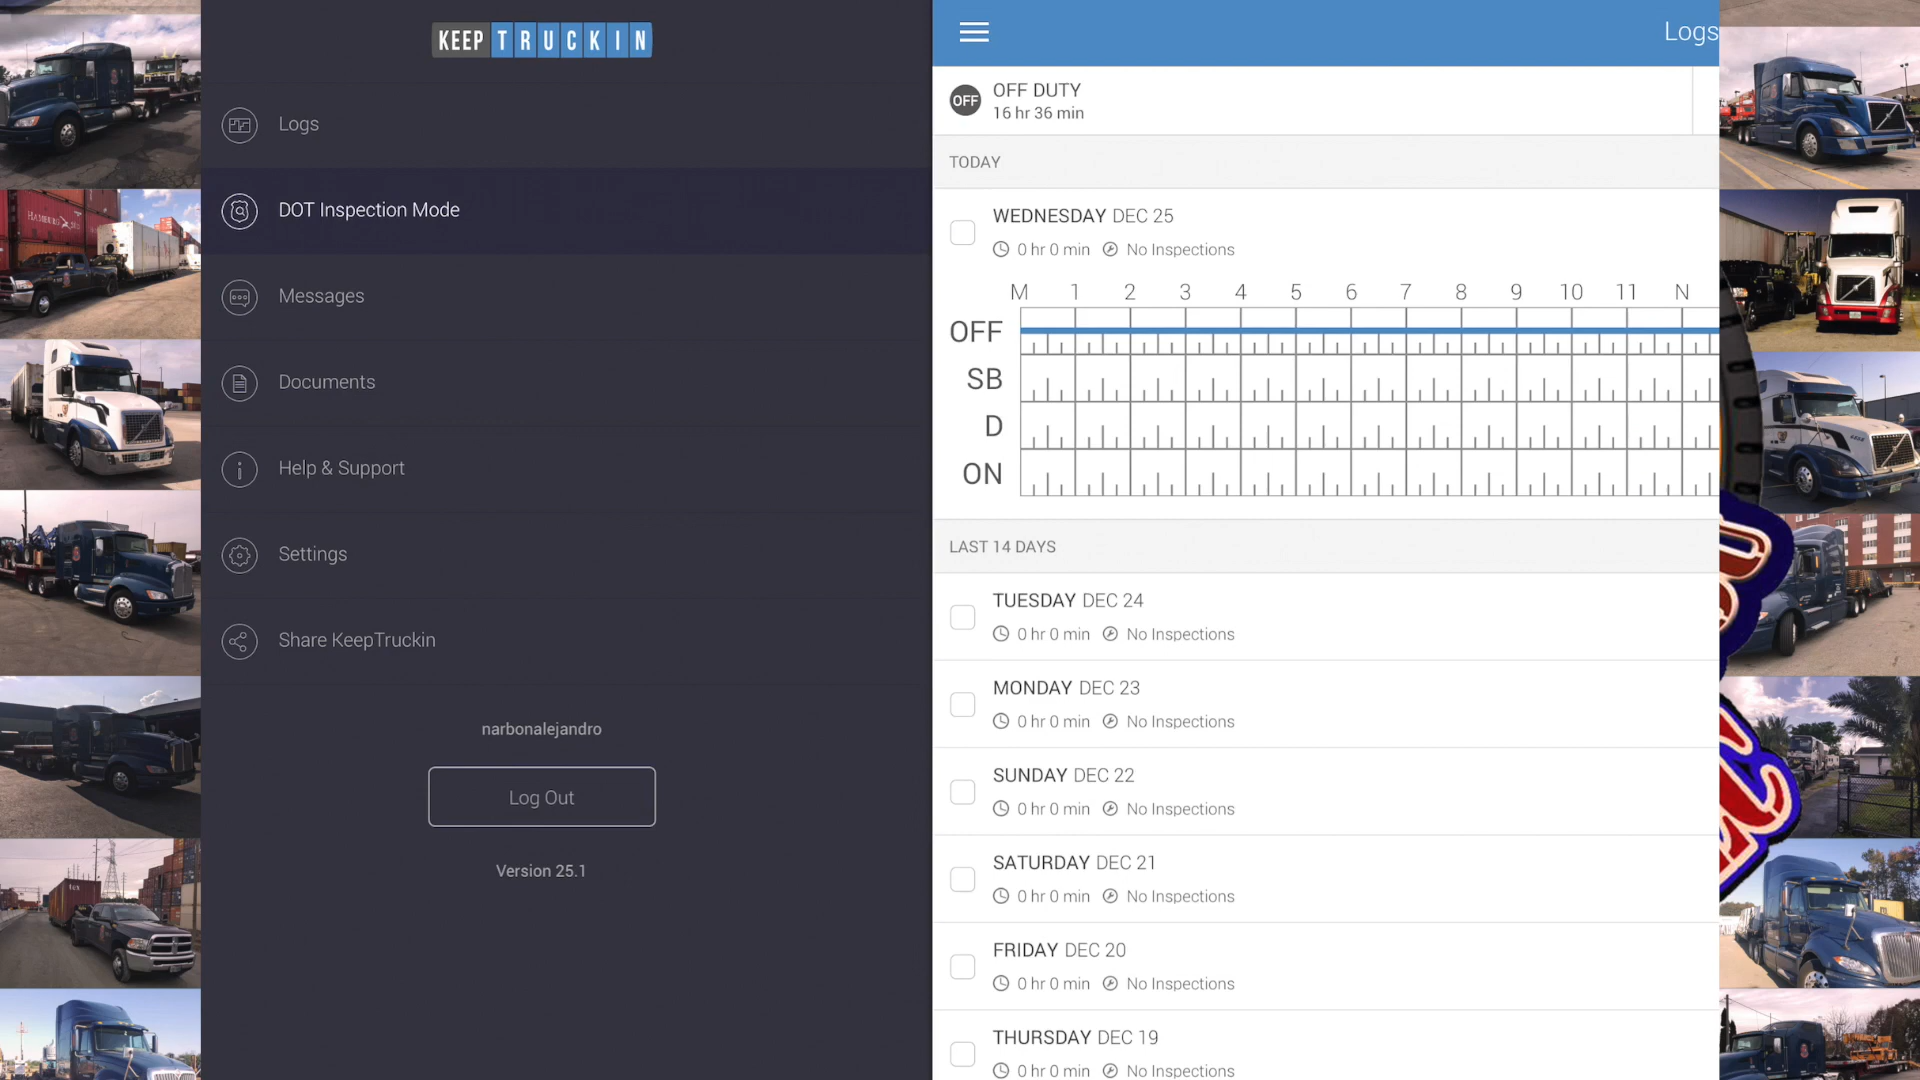 KEEP TRUCKIN
Logs
DOT Inspection Mode
Messages
Documents
Help & Support
Settings
Share KeepTruckin
narbonalejandro
Log Out
Version 25.1
Logs
OFF
OFF DUTY
16 hr 36 min
TODAY
WEDNESDAY DEC 25
0 hr 0 min No Inspections
M 1 2 3 4 5 6 7 8 9 10 11 N
OFF
SB
D
ON
LAST 14 DAYS
TUESDAY DEC 24
0 hr 0 min No Inspections
MONDAY DEC 23
0 hr 0 min No Inspections
SUNDAY DEC 22
0 hr 0 min No Inspections
SATURDAY DEC 21
0 hr 0 min No Inspections
FRIDAY DEC 20
0 hr 0 min No Inspections
THURSDAY DEC 19
0 hr 0 min No Inspections
HAMBURG
tex